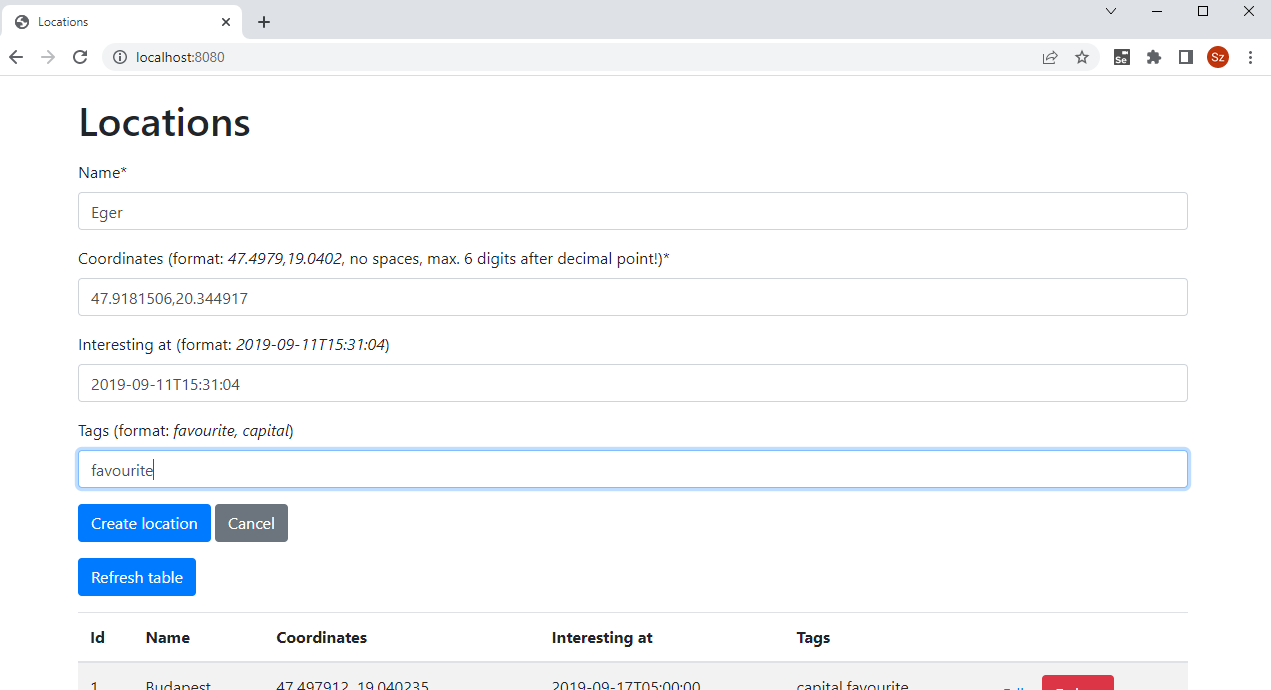 Locations
localhost:8080
Se
Sz
Locations
Name*
Eger
Coordinates (format: 47.4979,19.0402, no spaces, max. 6 digits after decimal point!)*
47.9181506,20.344917
Interesting at (format: 2019-09-11T15:31:04)
2019-09-11T15:31:04
Tags (format: favourite, capital)
favourite
Create location Cancel
Refresh table
Id Name Coordinates Interesting at Tags
1 Budapest 47.497912, 19.040235 2019-09-17T05:00:00 capital favourite